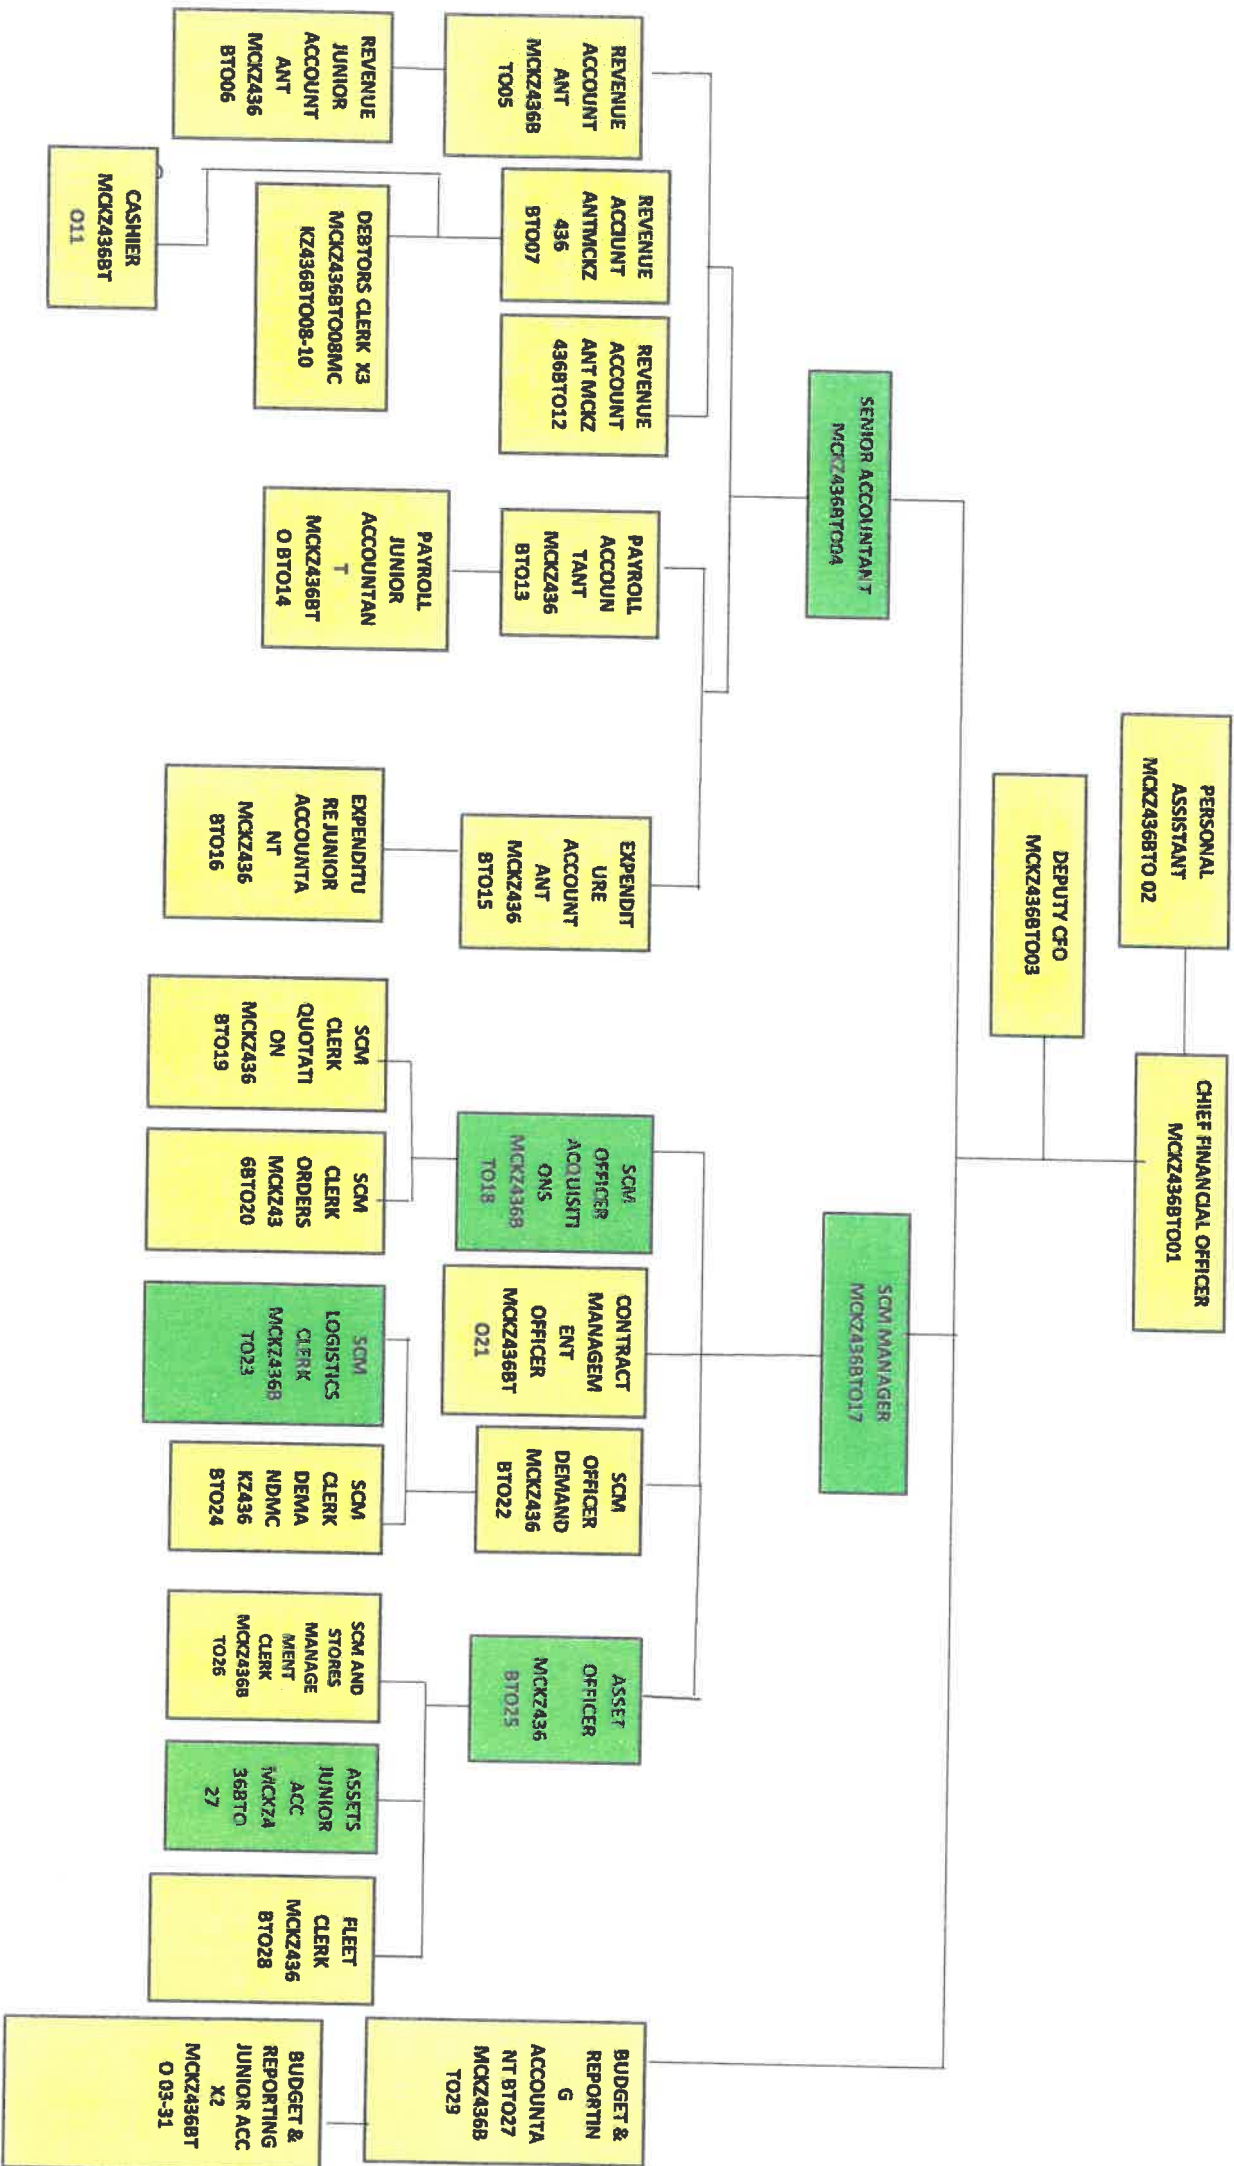 PERSONAL
ASSISTANT
MCKZ436BTO 02
CHIEF FINANCIAL OFFICER
MCKZ436BTO01
DEPUTY CFO
MCKZ436BTO03
SENIOR ACCOUNTANT
MCKZ436BTO04
SCM MANAGER
MCKZ436BTO17
REVENUE
ACCOUNT
ANT
MCKZ436B
TO05
REVENUE
ACCIUNT
ANTMCKZ
436
BTO07
REVENUE
ACCOUNT
ANT MCKZ
436BTO12
PAYROLL
ACCOUN
TANT
MCKZ436
BTO13
EXPENDIT
URE
ACCOUNT
ANT
MCKZ436
BTO15
SCM
OFFICER
ACQUISITI
ONS
MCKZ436B
TO18
CONTRACT
MANAGEM
ENT
OFFICER
MCKZ436BT
O21
SCM
OFFICER
DEMAND
MCKZ436
BTO22
ASSET
OFFICER
MCKZ436
BTO25
BUDGET &
REPORTIN
G
ACCOUNTA
NT BTO27
MCKZ436B
TO29
REVENUE
JUNIOR
ACCOUNT
ANT
MCKZ436
BTO06
DEBTORS CLERK X3
MCKZ436BTO08MC
KZ436BTO08-10
CASHIER
MCKZ436BT
O11
PAYROLL
JUNIOR
ACCOUNTAN
T
MCKZ436BT
O BTO14
EXPENDITU
RE JUNIOR
ACCOUNTA
NT
MCKZ436
BTO16
SCM
CLERK
QUOTATI
ON
MCKZ436
BTO19
SCM
CLERK
ORDERS
MCKZ43
6BTO20
SCM
LOGISTICS
CLERK
MCKZ436B
TO23
SCM
CLERK
DEMA
NDMC
KZ436
BTO24
SCM AND
STORES
MANAGE
MENT
CLERK
MCKZ436B
TO26
ASSETS
JUNIOR
ACC
MCKZ4
36BTO
27
FLEET
CLERK
MCKZ436
BTO28
BUDGET &
REPORTING
JUNIOR ACC
X2
MCKZ436BT
O 03-31